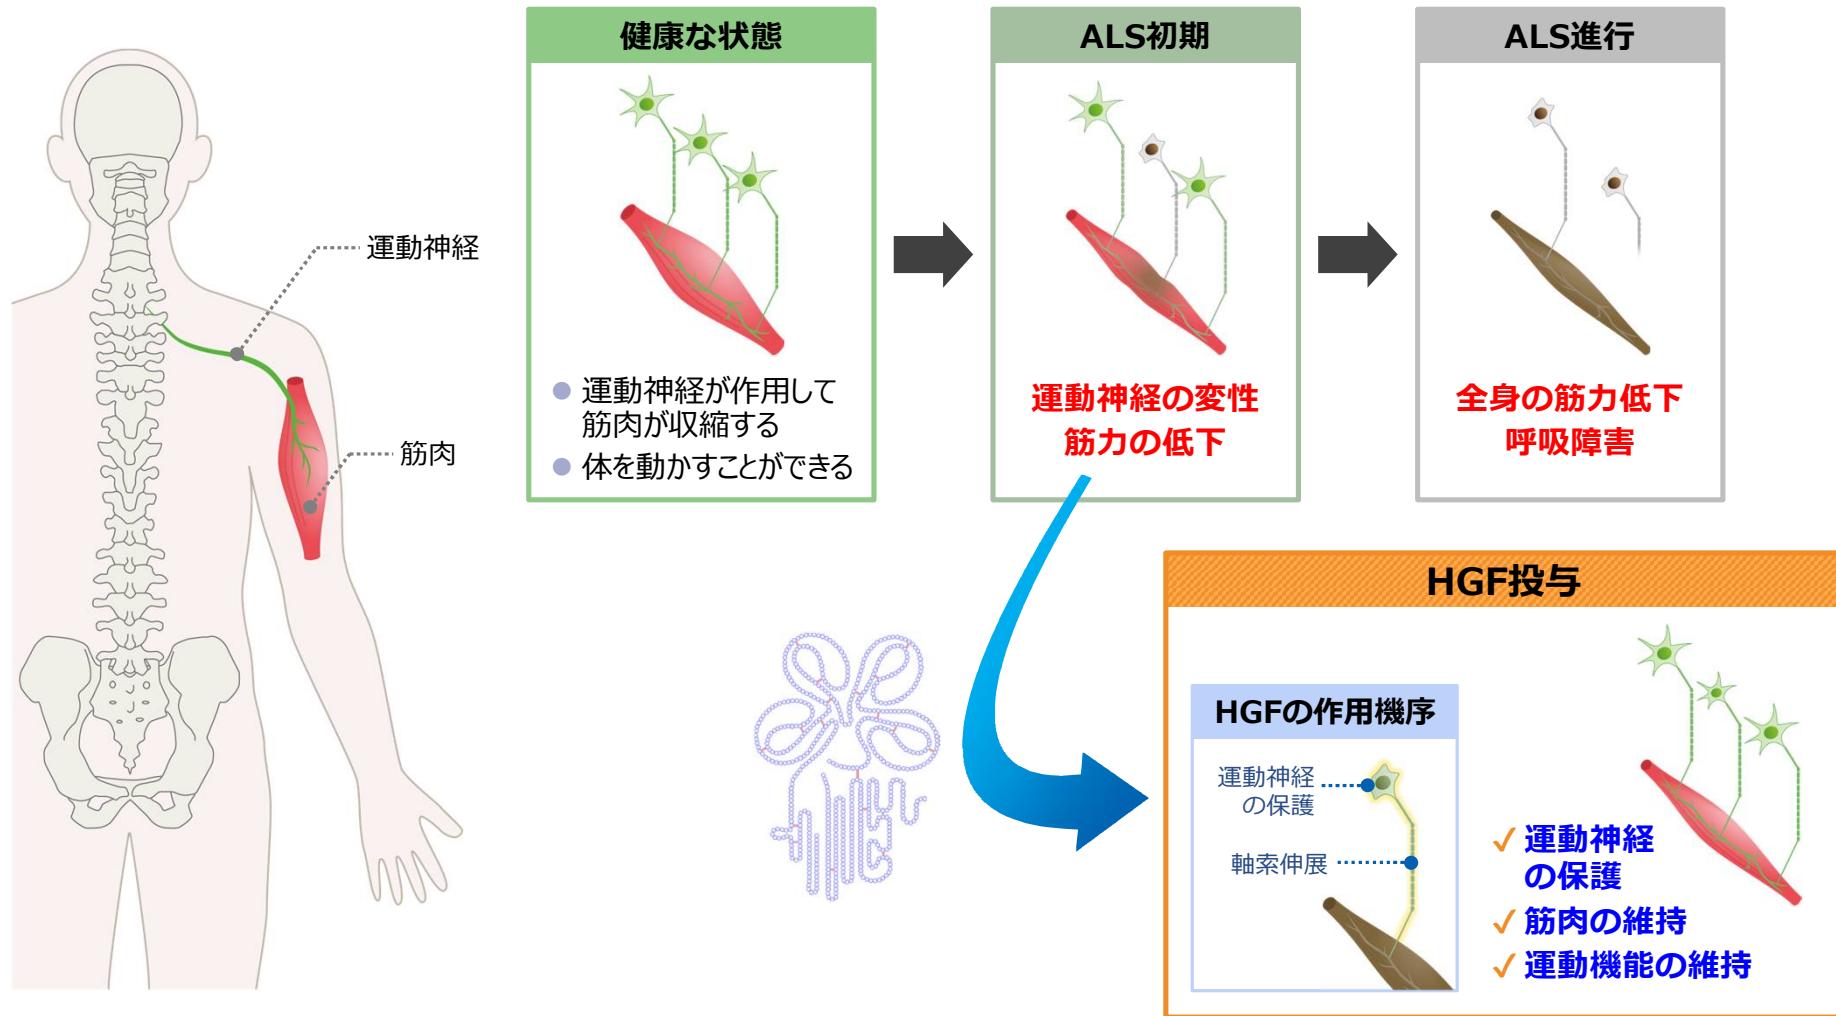 運動神経
筋肉
健康な状態
運動神経が作用して
筋肉が収縮する
体を動かすことができる
ALS初期
運動神経の変性
筋力の低下
ALS進行
全身の筋力低下
呼吸障害
HGF投与
HGFの作用機序
運動神経
の保護
軸索伸展
✓ 運動神経
の保護
✓ 筋肉の維持
✓ 運動機能の維持